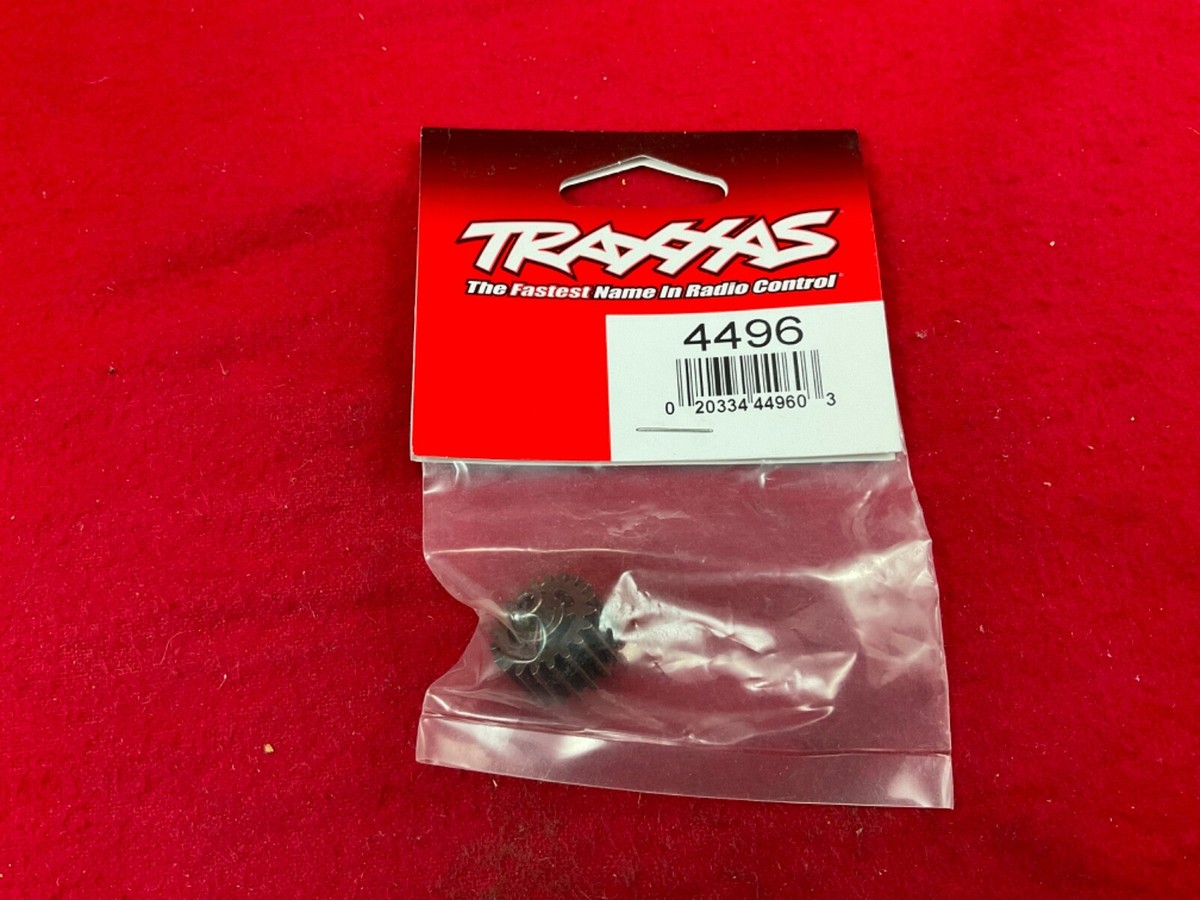 TRAXXAS
The Fastest Name In Radio Control
4496
0 20334 44960 3